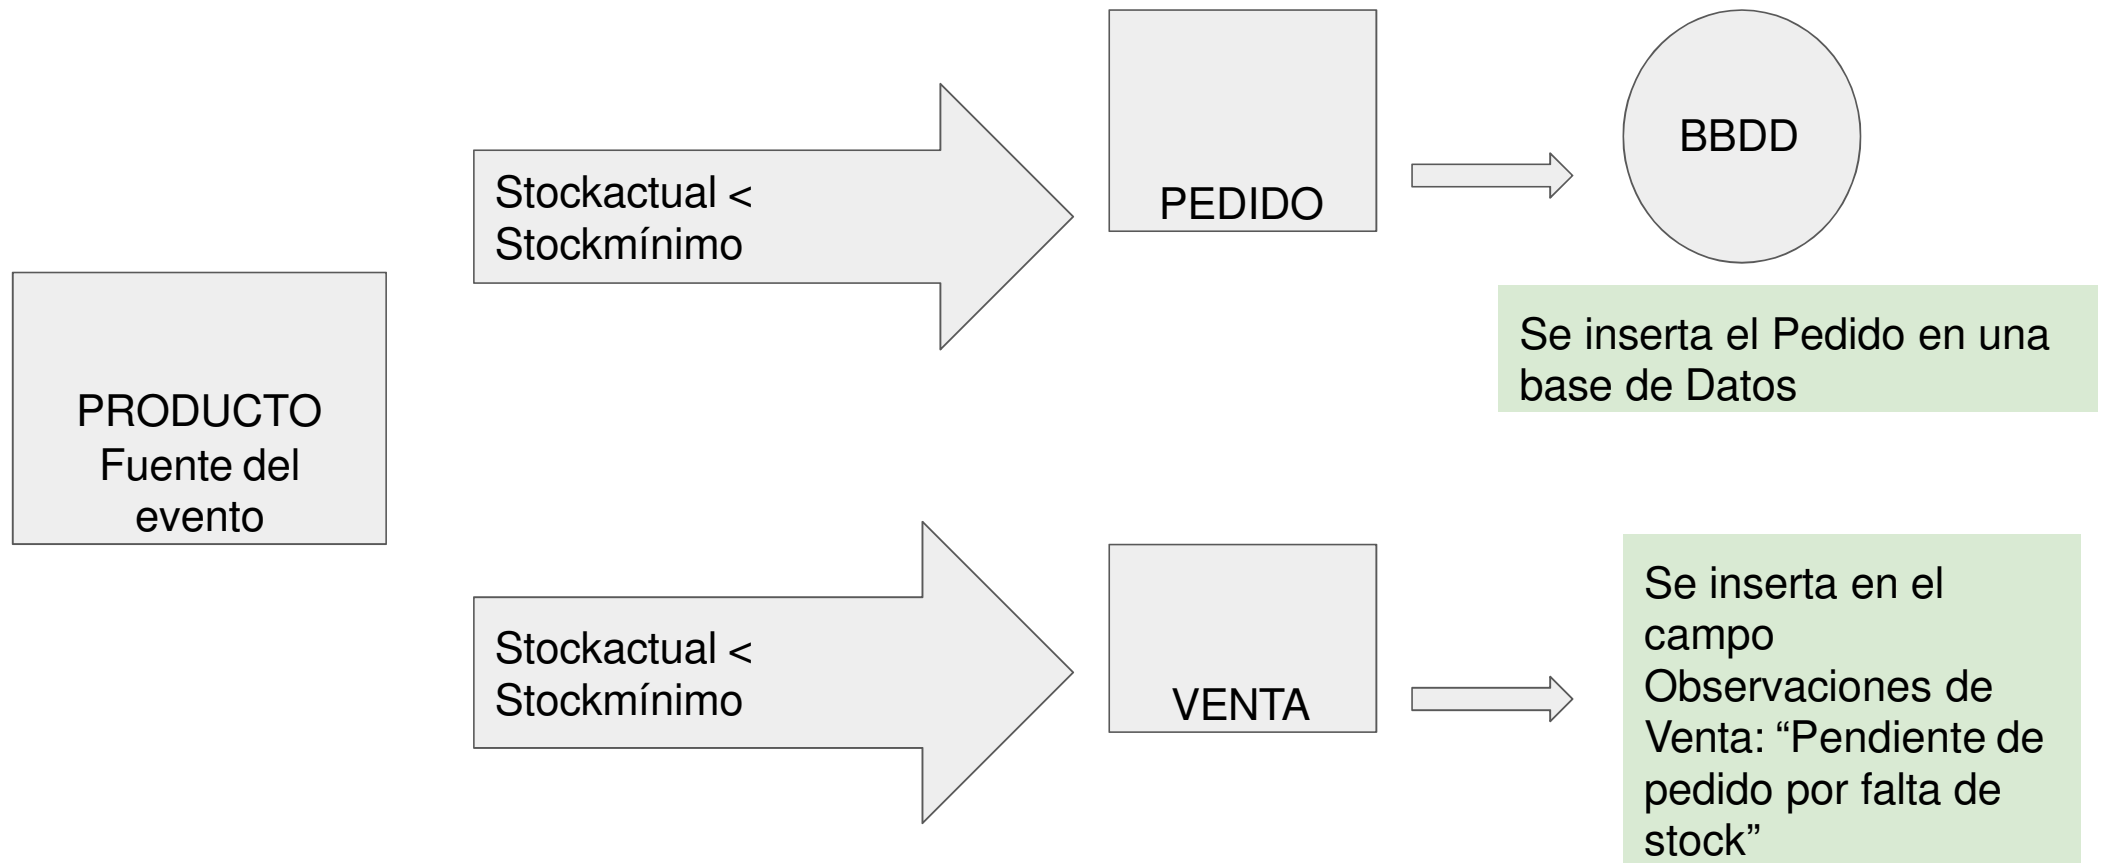 PRODUCTO
Fuente del
evento
Stockactual <
Stockmínimo
PEDIDO
BBDD
Se inserta el Pedido en una
base de Datos
Stockactual <
Stockmínimo
VENTA
Se inserta en el
campo
Observaciones de
Venta: “Pendiente de
pedido por falta de
stock”